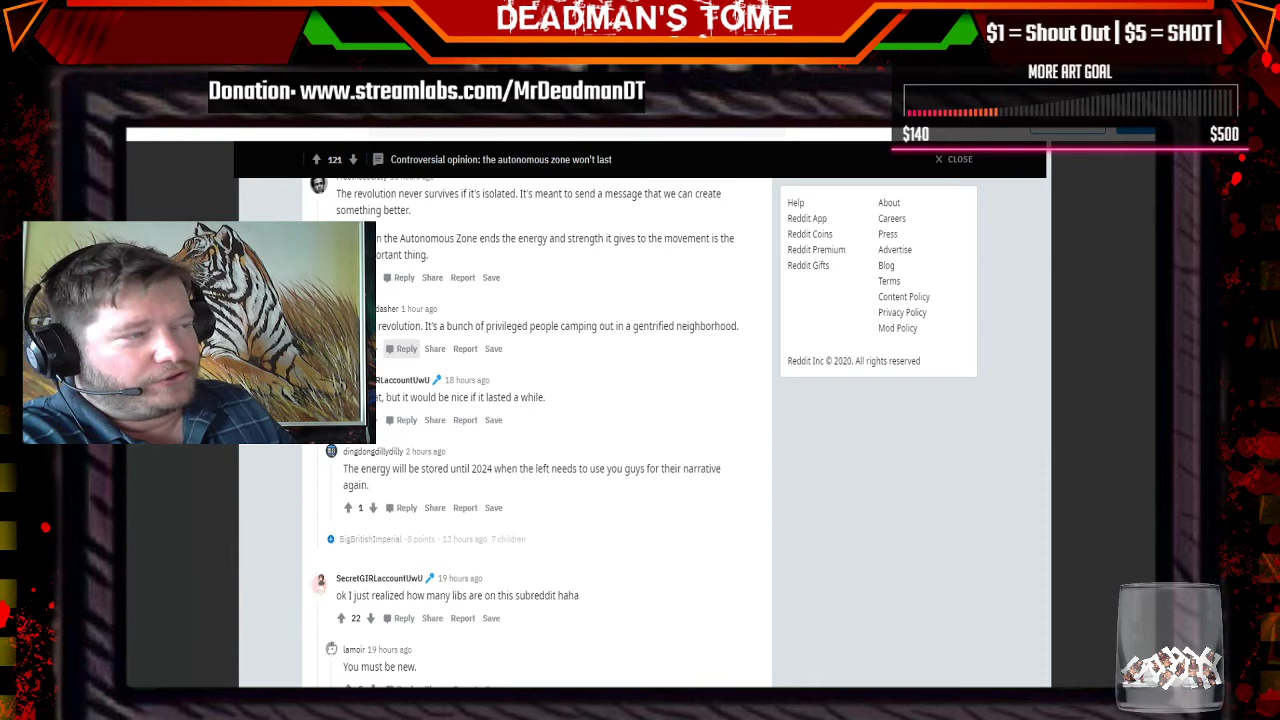 DEADMAN'S TOME
$1 = Shout Out | $5 = SHOT |
MORE ART GOAL
$140
$500
Donation: www.streamlabs.com/MrDeadmanDT
121 Controversial opinion: the autonomous zone won't last
X CLOSE
The revolution never survives if it's isolated. It's meant to send a message that we can create
something better.
n the Autonomous Zone ends the energy and strength it gives to the movement is the
ortant thing.
Reply Share Report Save
dasher 1 hour ago
revolution. It's a bunch of privileged people camping out in a gentrified neighborhood.
Reply Share Report Save
RLaccountUwU 18 hours ago
at, but it would be nice if it lasted a while.
Reply Share Report Save
dingdongdillydilly 2 hours ago
The energy will be stored until 2024 when the left needs to use you guys for their narrative
again.
1 Reply Share Report Save
BigBritishImperial -8 points · 13 hours ago 7 children
SecretGIRLaccountUwU 19 hours ago
ok I just realized how many libs are on this subreddit haha
22 Reply Share Report Save
lamoir 19 hours ago
You must be new.
Help
Reddit App
Reddit Coins
Reddit Premium
Reddit Gifts
About
Careers
Press
Advertise
Blog
Terms
Content Policy
Privacy Policy
Mod Policy
Reddit Inc © 2020. All rights reserved